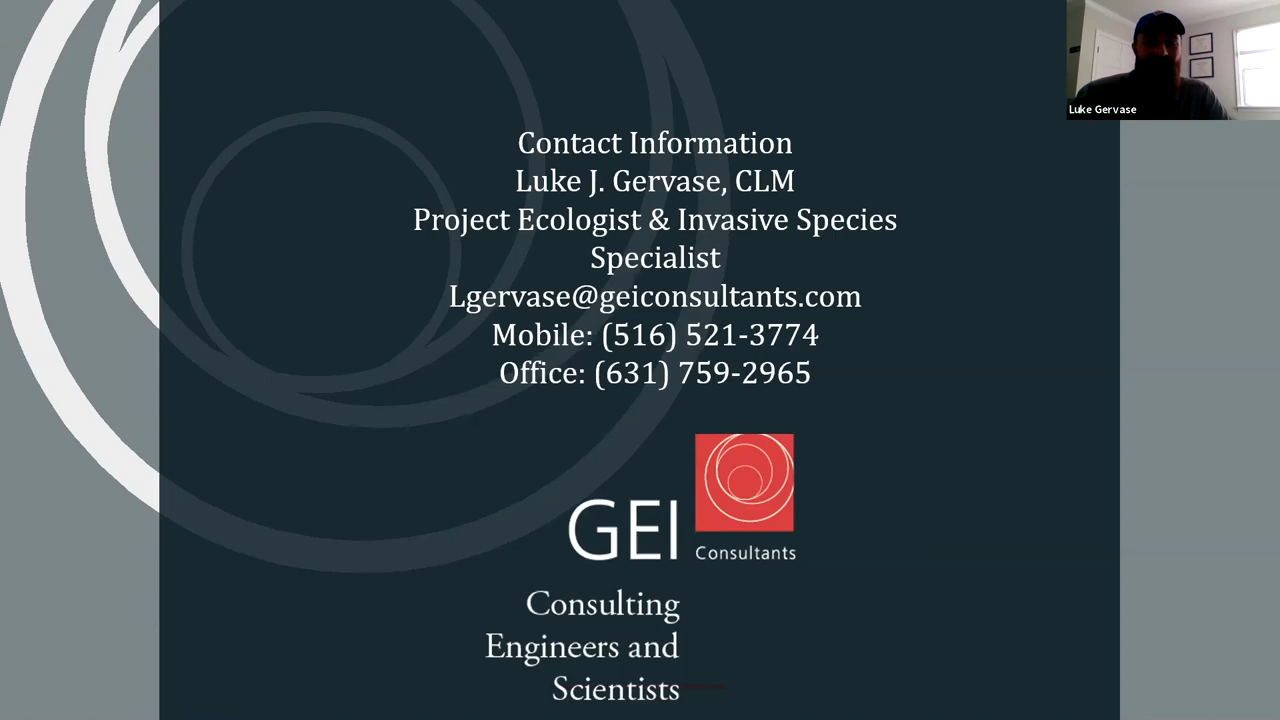 Luke Gervase
Contact Information
Luke J. Gervase, CLM
Project Ecologist & Invasive Species
Specialist
Lgervase@geiconsultants.com
Mobile: (516) 521-3774
Office: (631) 759-2965
GEI
Consultants
Consulting
Engineers and
Scientists